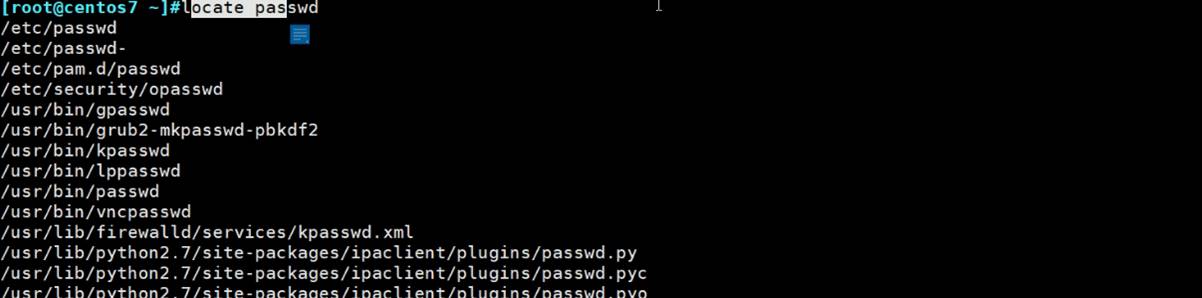 [root@centos7 ~]#locate passwd
/etc/passwd
/etc/passwd-
/etc/pam.d/passwd
/etc/security/opasswd
/usr/bin/gpasswd
/usr/bin/grub2-mkpasswd-pbkdf2
/usr/bin/kpasswd
/usr/bin/lppasswd
/usr/bin/passwd
/usr/bin/vncpasswd
/usr/lib/firewalld/services/kpasswd.xml
/usr/lib/python2.7/site-packages/ipaclient/plugins/passwd.py
/usr/lib/python2.7/site-packages/ipaclient/plugins/passwd.pyc
/usr/lib/python2.7/site-packages/ipaclient/plugins/passwd.pyo